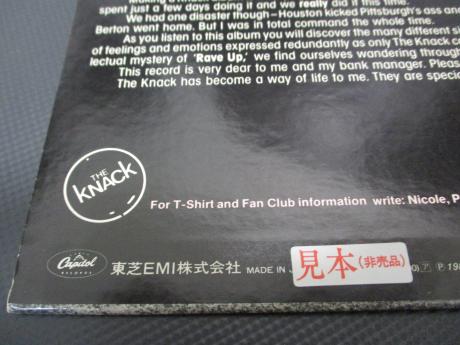 spent just a few days doing it and we really did it this time.
We had one disaster though – Houston kicked Pittsburgh's ass and
Berton went home. But I was in total command the whole time.
As you listen to this album you will discover the many different
of feelings and emotions expressed redundantly as only The Knack
lectual mystery of 'Rave Up,' we find ourselves wandering through
This record is very dear to me and my bank manager. Please
The Knack has become a way of life to me. They are
THE
KNACK
For T-Shirt and Fan Club information write: Nicole, P
Capitol
RECORDS
東芝EMI株式会社 MADE IN
見本(非売品)